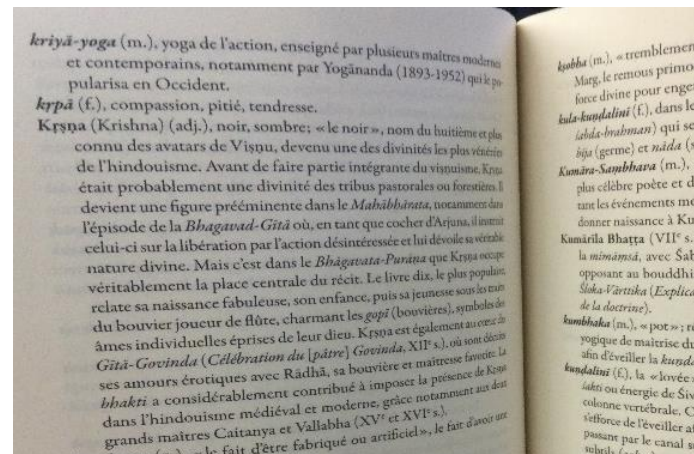 kriyā-yoga (m.), yoga de l'action, enseigné par plusieurs maîtres modernes
et contemporains, notamment par Yogānanda (1893-1952) qui le po-
pularisa en Occident.
kṛpā (f.), compassion, pitié, tendresse.
Kṛṣṇa (Krishna) (adj.), noir, sombre; « le noir », nom du huitième et plus
connu des avatars de Viṣṇu, devenu une des divinités les plus vénérées
de l'hindouisme. Avant de faire partie intégrante du viṣṇuisme, Kṛṣṇa
était probablement une divinité des tribus pastorales ou forestières. Il
devient une figure prééminente dans le Mahābhārata, notamment dans
l'épisode de la Bhagavad-Gītā où, en tant que cocher d'Arjuna, il instruit
celui-ci sur la libération par l'action désintéressée et lui dévoile sa véritable
nature divine. Mais c'est dans le Bhāgavata-Purāna que Kṛṣṇa occupe
véritablement la place centrale du récit. Le livre dix, le plus populaire,
relate sa naissance fabuleuse, son enfance, puis sa jeunesse sous les traits
du bouvier joueur de flûte, charmant les gopī (bouvières), symboles des
âmes individuelles éprises de leur dieu. Kṛṣṇa est également au cœur du
Gītā-Govinda (Célébration du [pâtre] Govinda, XIIe s.), où sont décrits
ses amours érotiques avec Rādhā, sa bouvière et maîtresse favorite. La
bhakti a considérablement contribué à imposer la présence de Kṛṣṇa
dans l'hindouisme médiéval et moderne, grâce notamment aux deux
grands maîtres Caitanya et Vallabha (XVe et XVIe s.).
(m.), « le fait d'être fabriqué ou artificiel », le fait d'avoir une
kṣobha (m.), « tremblemen
Marg, le remous primo
force divine pour enge
kula-kuṇḍalinī (f.), dans le
śabda-brahman) qui se
bīja (germe) et nāda (s
Kumāra-Saṃbhava (m.),
plus célèbre poète et d
tant les événements me
donner naissance à Ku
Kumārila Bhaṭṭa (VIIe s.
la mīmāṃsā, avec Śab
opposant au bouddhi
Śloka-Vārttika (Explica
de la doctrine).
kumbhaka (m.), « pot » ; re
yogique de maîtrise du
afin d'éveiller la kuṇḍa
kuṇḍalinī (f.), la « lovée
śakti ou énergie de Śiv
colonne vertébrale. C
s'efforce de l'éveiller af
passant par le canal s